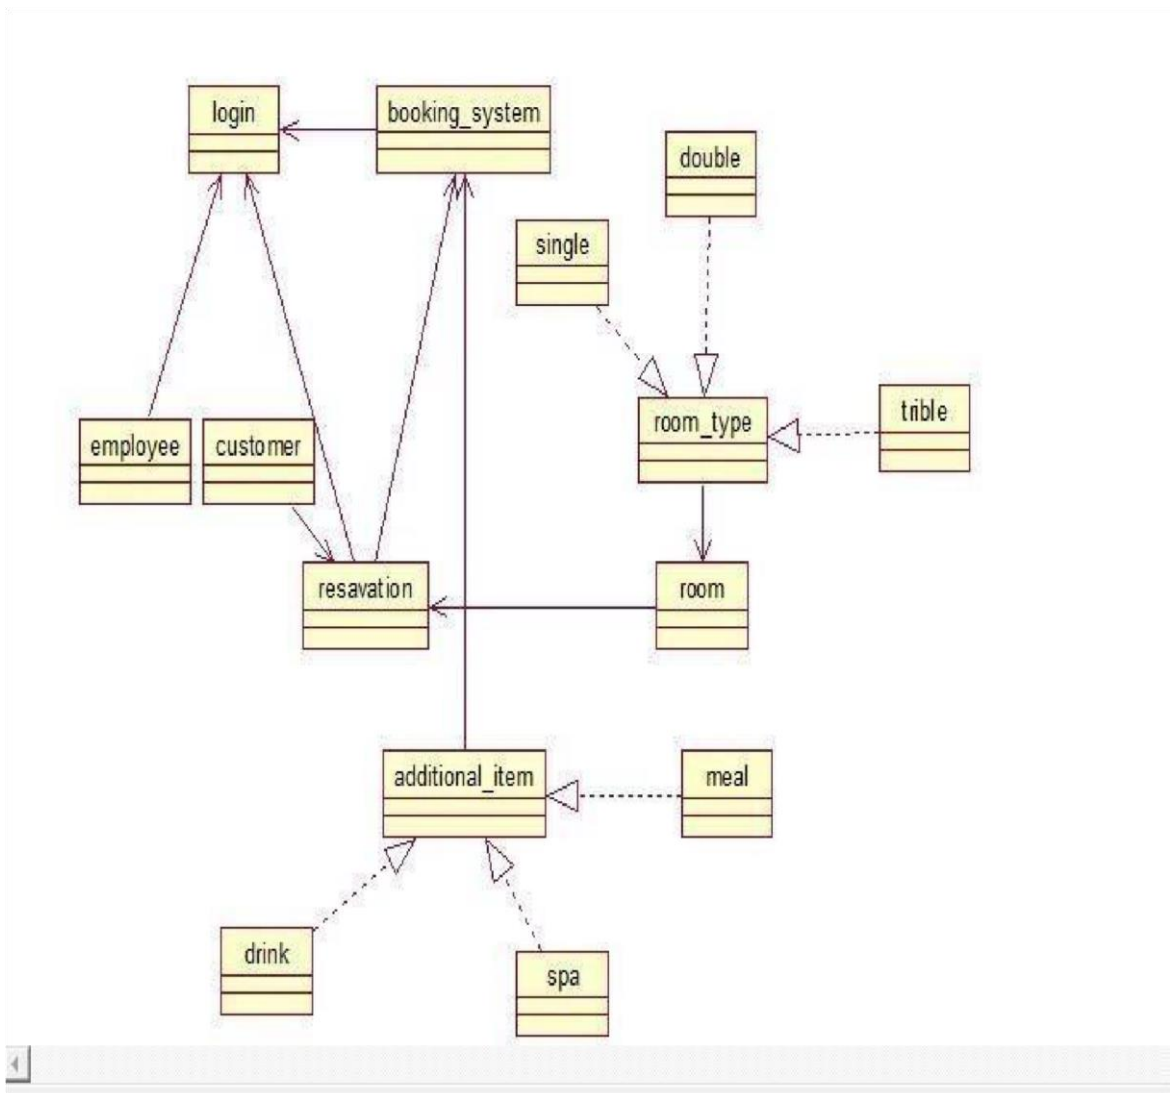 login
booking_system
double
single
room_type
trible
employee
customer
resavation
room
additional_item
meal
drink
spa